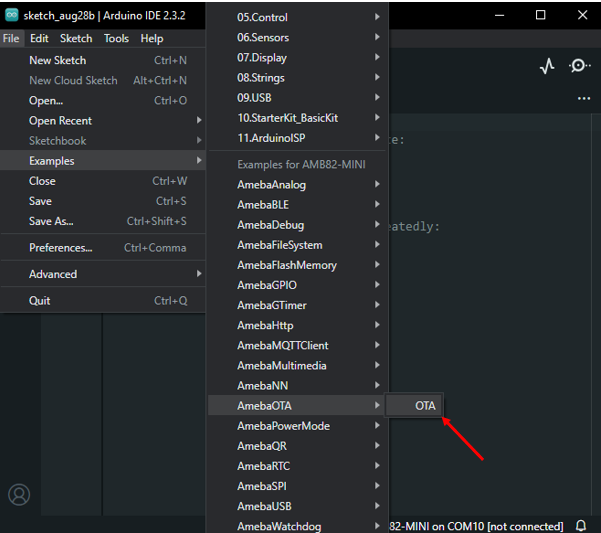 sketch_aug28b | Arduino IDE 2.3.2
File Edit Sketch Tools Help
New Sketch Ctrl+N
New Cloud Sketch Alt+Ctrl+N
Open... Ctrl+O
Open Recent
Sketchbook
Examples
Close Ctrl+W
Save Ctrl+S
Save As... Ctrl+Shift+S
Preferences... Ctrl+Comma
Advanced
Quit Ctrl+Q
05.Control
06.Sensors
07.Display
08.Strings
09.USB
10.StarterKit_BasicKit
11.ArduinoISP
Examples for AMB82-MINI
AmebaAnalog
AmebaBLE
AmebaDebug
AmebaFileSystem
AmebaFlashMemory
AmebaGPIO
AmebaGTimer
AmebaHttp
AmebaMQTTClient
AmebaMultimedia
AmebaNN
AmebaOTA
AmebaPowerMode
AmebaQR
AmebaRTC
AmebaSPI
AmebaUSB
AmebaWatchdog
OTA
e:
eatedly:
82-MINI on COM10 [not connected]